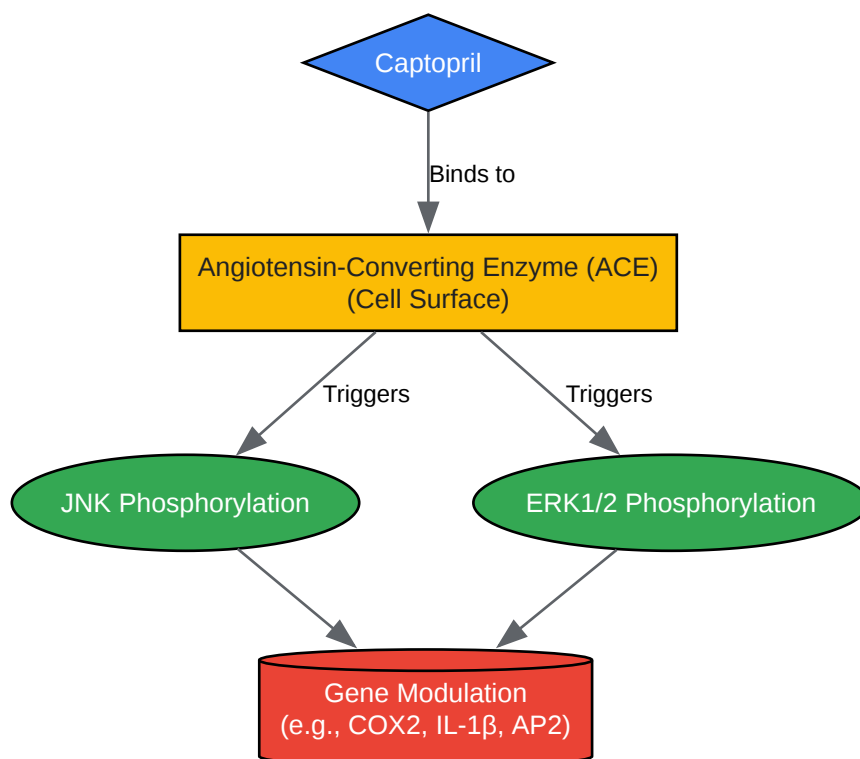 Captopril
Binds to
Angiotensin-Converting Enzyme (ACE)
(Cell Surface)
Triggers
Triggers
JNK Phosphorylation
ERK1/2 Phosphorylation
Gene Modulation
(e.g., COX2, IL-1β, AP2)